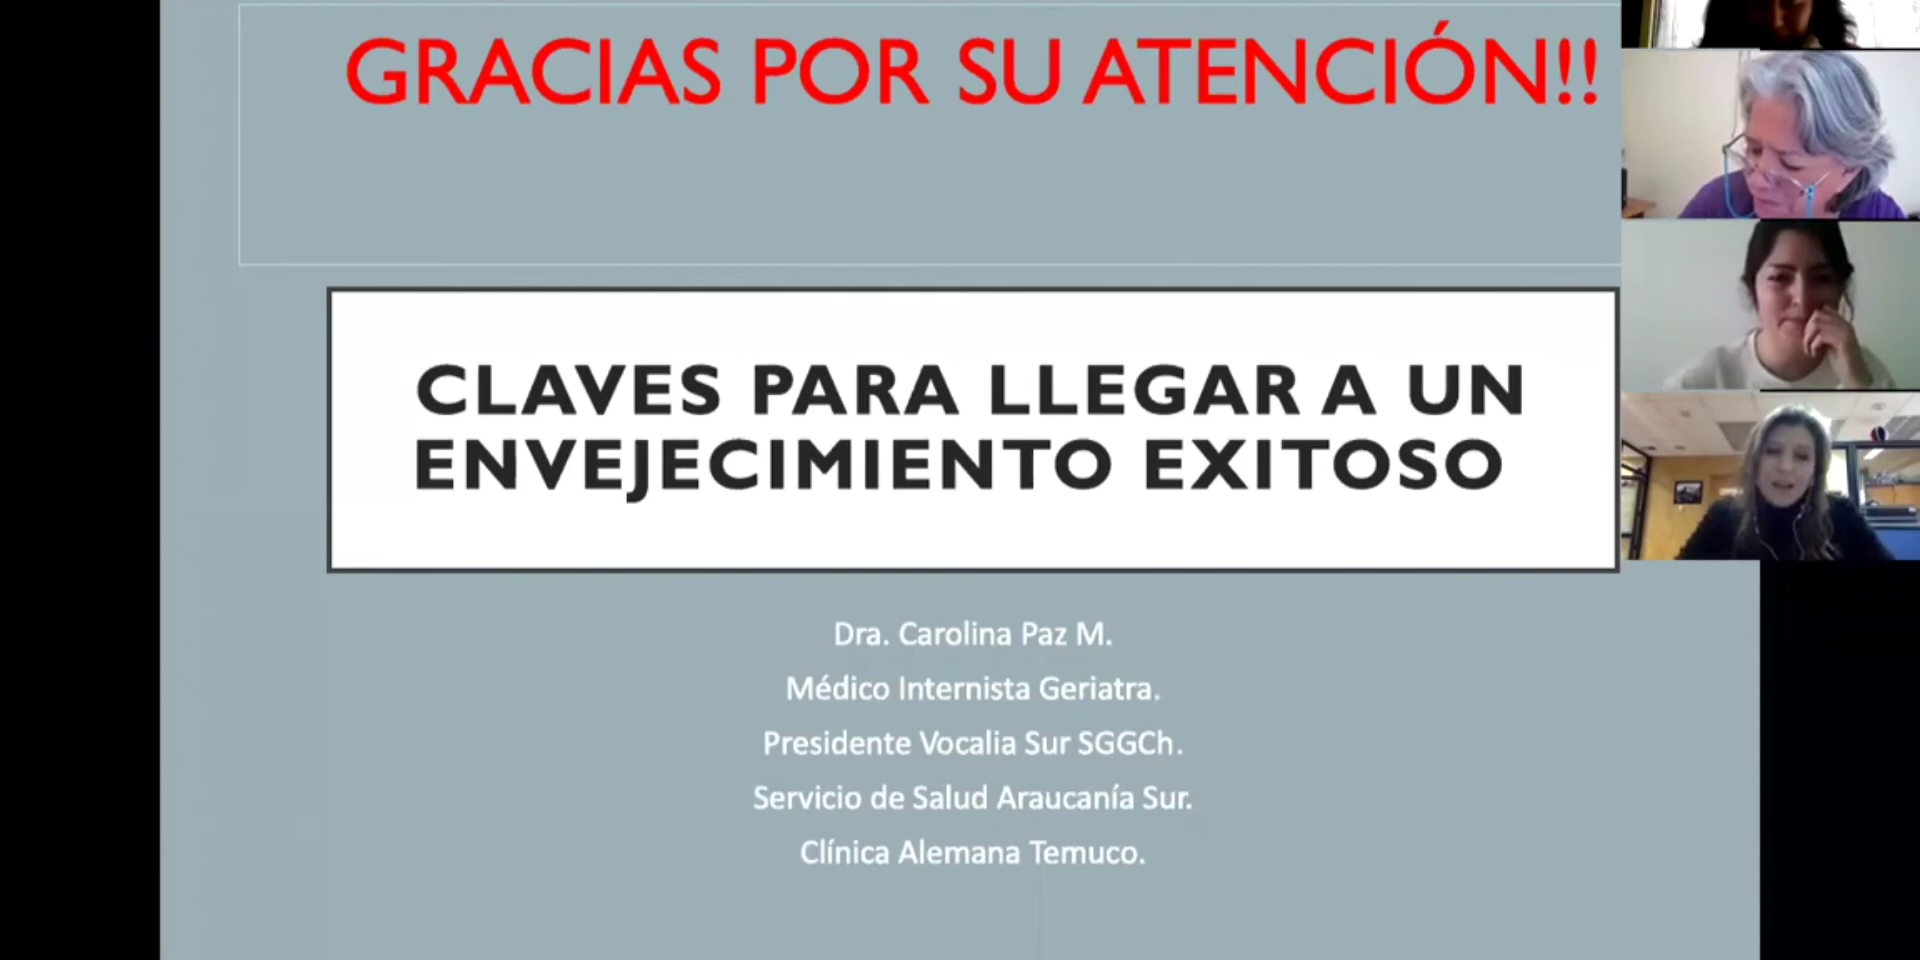 GRACIAS POR SU ATENCIÓN!!
CLAVES PARA LLEGAR A UN
ENVEJECIMIENTO EXITOSO
Dra. Carolina Paz M.
Médico Internista Geriatra.
Presidente Vocalia Sur SGGCh.
Servicio de Salud Araucanía Sur.
Clínica Alemana Temuco.